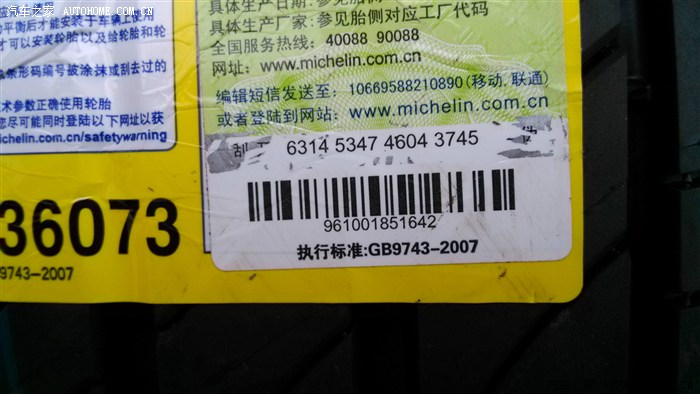 汽车之家 AUTOHOME.COM.CN
平衡后才能安装于车辆上使用
才可以安装轮胎以及给轮胎和轮
条形码编号被涂抹或刮去过的
术参数正确使用轮胎
您尽可能同时登陆以下网址以获
michelin.com.cn/safetywarning
36073
9743-2007
具体生产日期:参见胎侧
具体生产厂家:参见胎侧对应工厂代码
全国服务热线: 40088 90088
网址: www.michelin.com.cn
编辑短信发送至: 10669588210890(移动,联通)
或者登陆到网站: www.michelin.com.cn
刮
6314 5347 4604 3745
961001851642
执行标准:GB9743-2007